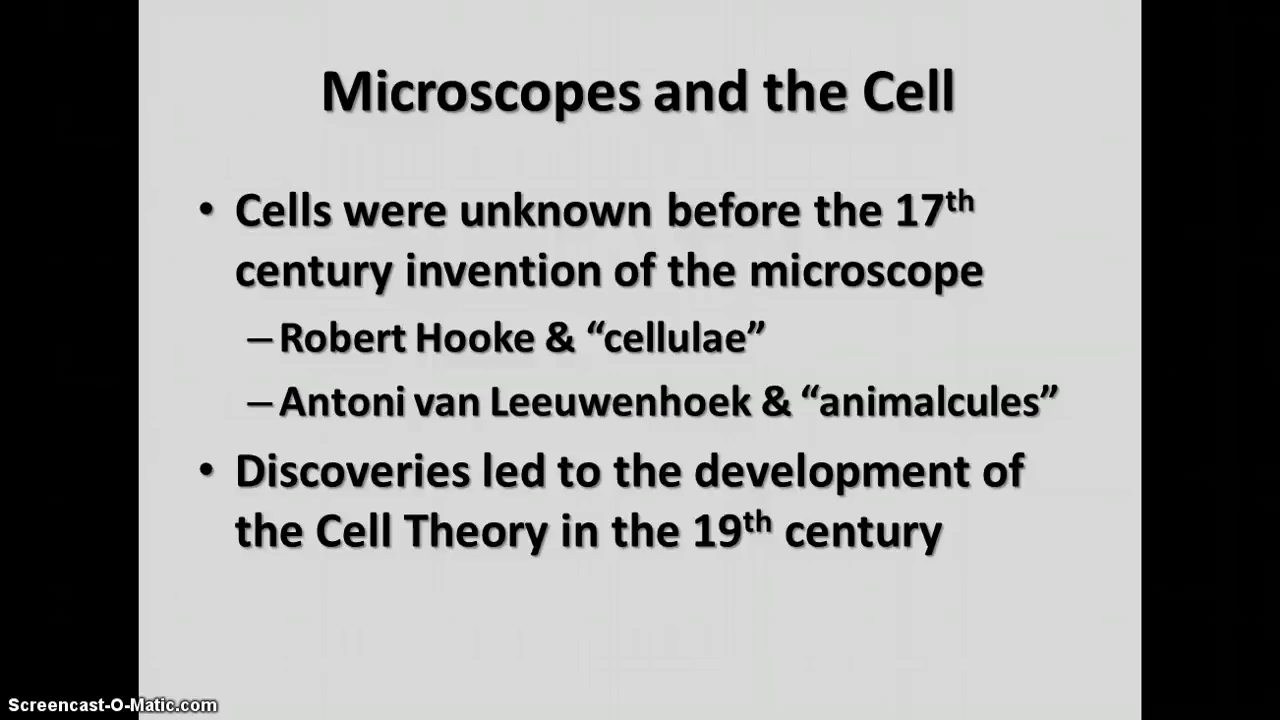 Microscopes and the Cell
• Cells were unknown before the 17th
century invention of the microscope
–Robert Hooke & “cellulae”
–Antoni van Leeuwenhoek & “animalcules”
• Discoveries led to the development of
the Cell Theory in the 19th century
Screencast-O-Matic.com